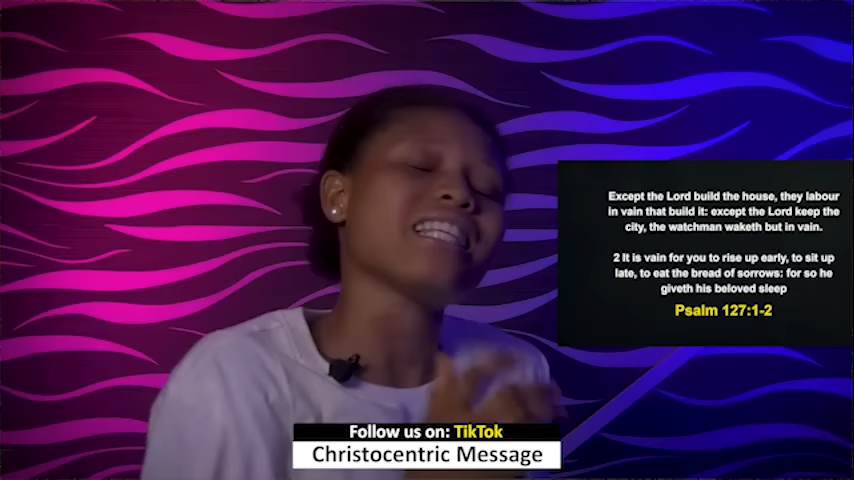 Except the Lord build the house, they labour
in vain that build it: except the Lord keep the
city, the watchman waketh but in vain.
2 It is vain for you to rise up early, to sit up
late, to eat the bread of sorrows: for so he
giveth his beloved sleep
Psalm 127:1-2
Follow us on: TikTok
Christocentric Message